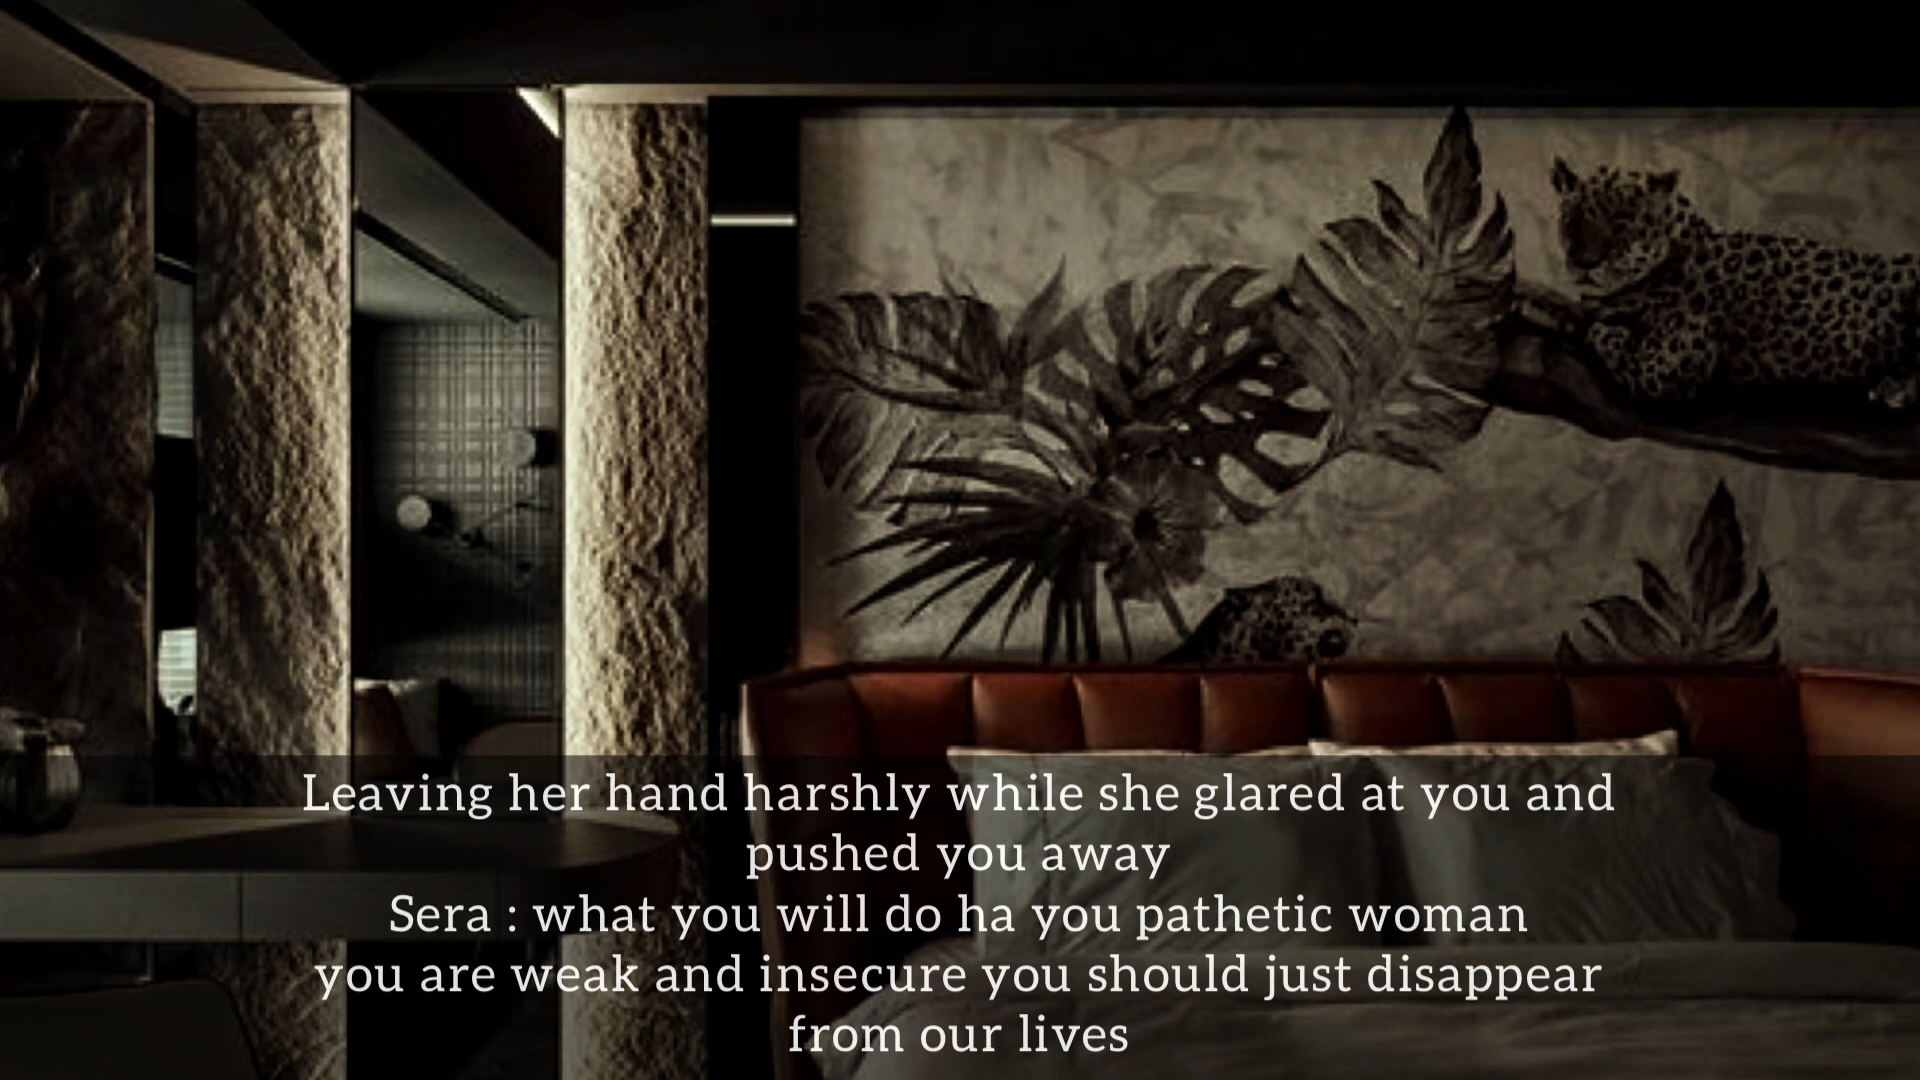 Leaving her hand harshly while she glared at you and
pushed you away
Sera : what you will do ha you pathetic woman
you are weak and insecure you should just disappear
from our lives